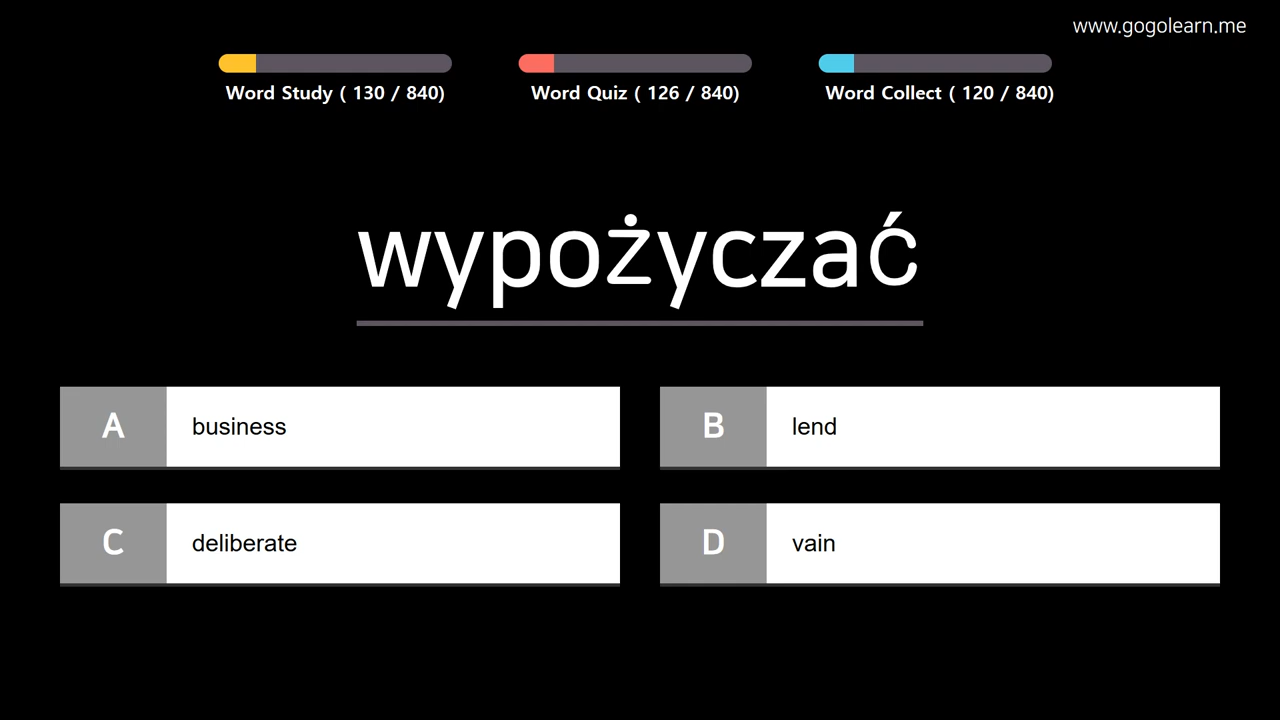 www.gogolearn.me
Word Study ( 130 / 840)
Word Quiz ( 126 / 840)
Word Collect ( 120 / 840)
wypożyczać
A business
B lend
C deliberate
D vain